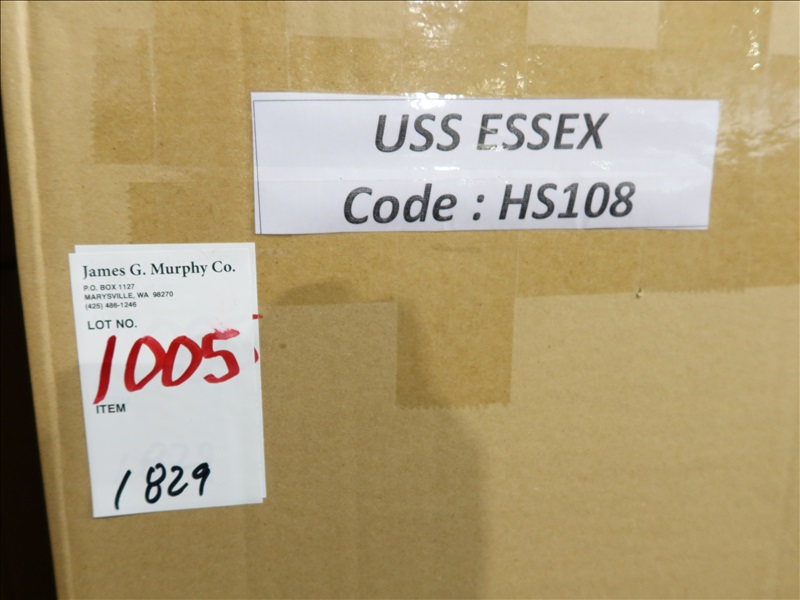 USS ESSEX
Code : HS108
James G. Murphy Co.
P.O. BOX 1127
MARYSVILLE, WA 98270
(425) 486-1246
LOT NO.
1005
ITEM
1829